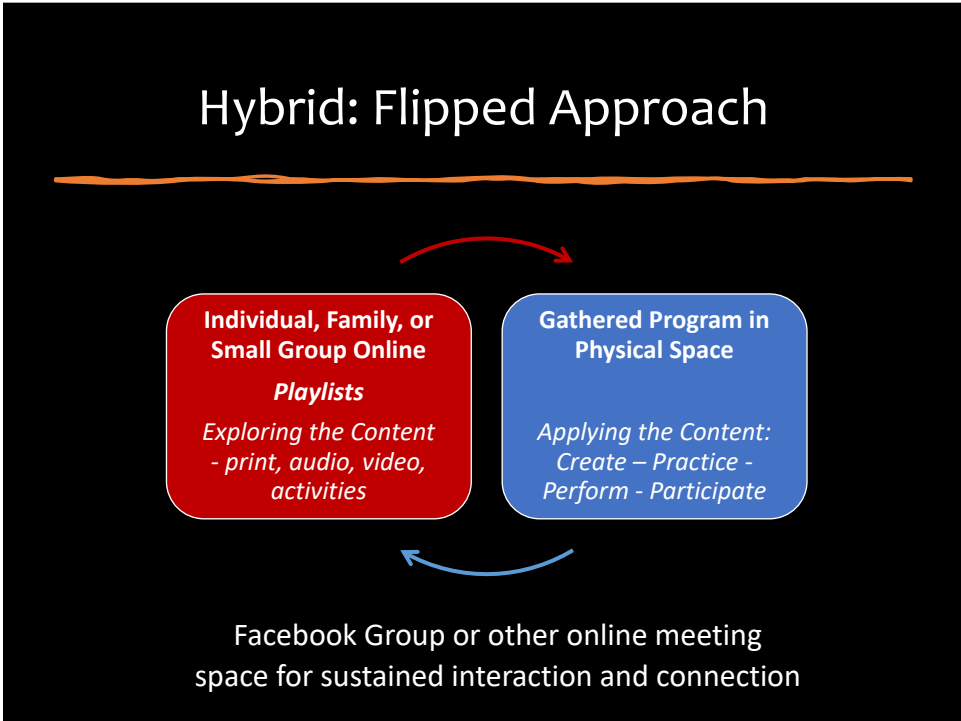 Hybrid: Flipped Approach
Individual, Family, or
Small Group Online
Playlists
Exploring the Content
- print, audio, video,
activities
Gathered Program in
Physical Space
Applying the Content:
Create – Practice -
Perform - Participate
Facebook Group or other online meeting
space for sustained interaction and connection